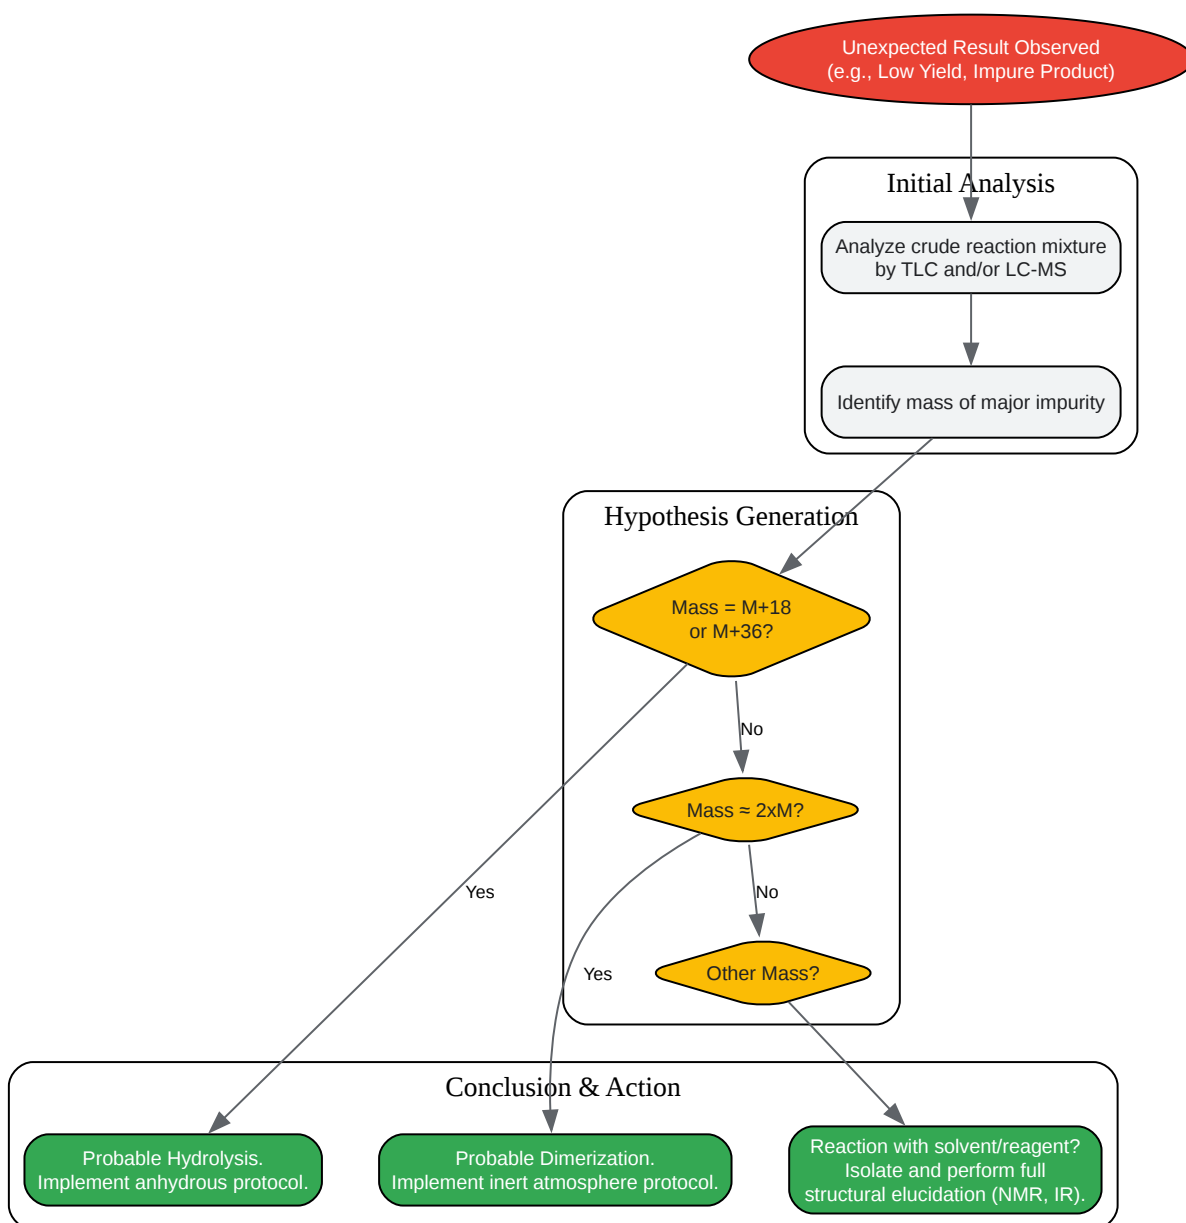 Unexpected Result Observed
(e.g., Low Yield, Impure Product)
Initial Analysis
Analyze crude reaction mixture
by TLC and/or LC-MS
Identify mass of major impurity
Hypothesis Generation
Mass = M+18
or M+36?
No
Mass ≈ 2xM?
Yes
No
Yes
Other Mass?
Conclusion & Action
Probable Hydrolysis.
Implement anhydrous protocol.
Probable Dimerization.
Implement inert atmosphere protocol.
Reaction with solvent/reagent?
Isolate and perform full
structural elucidation (NMR, IR).